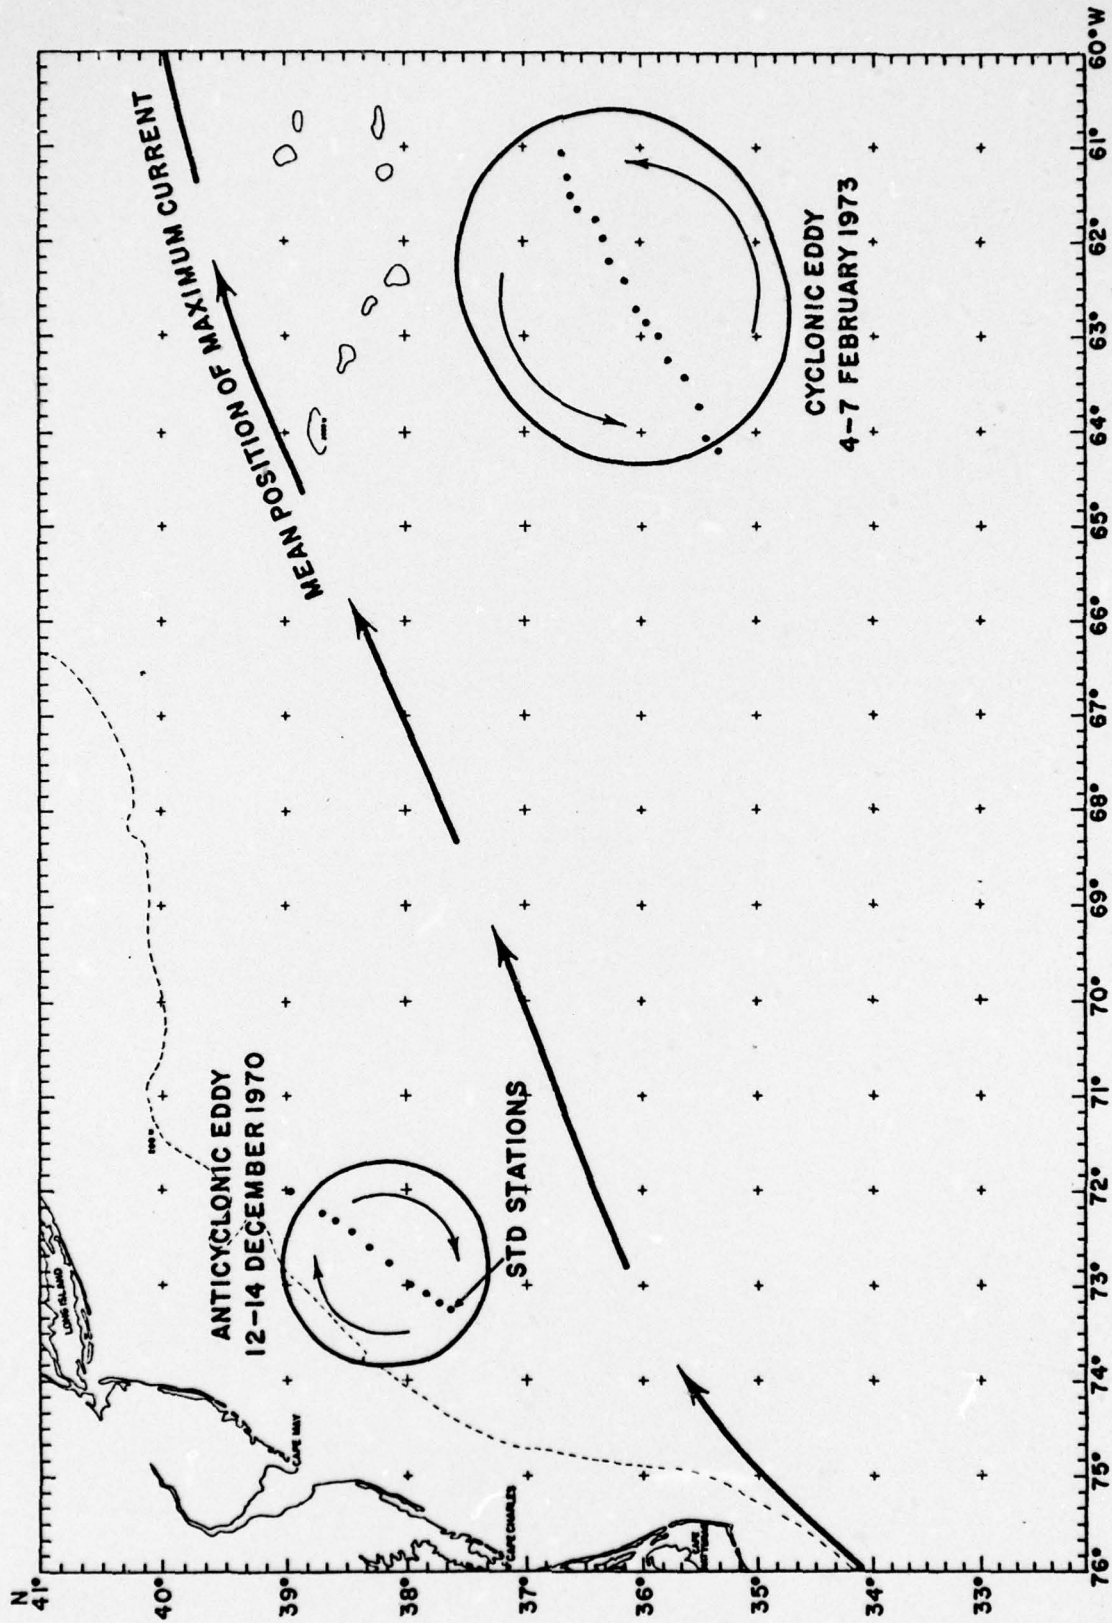 N
41°
40°
39°
38°
37°
36°
35°
34°
33°
76°
75°
74°
73°
72°
71°
70°
69°
68°
67°
66°
65°
64°
63°
62°
61°
60°W
LONG ISLAND
CAPE MAY
CAPE CHARLES
CAPE
ANTICYCLONIC EDDY
12–14 DECEMBER 1970
STD STATIONS
MEAN POSITION OF MAXIMUM CURRENT
CYCLONIC EDDY
4–7 FEBRUARY 1973